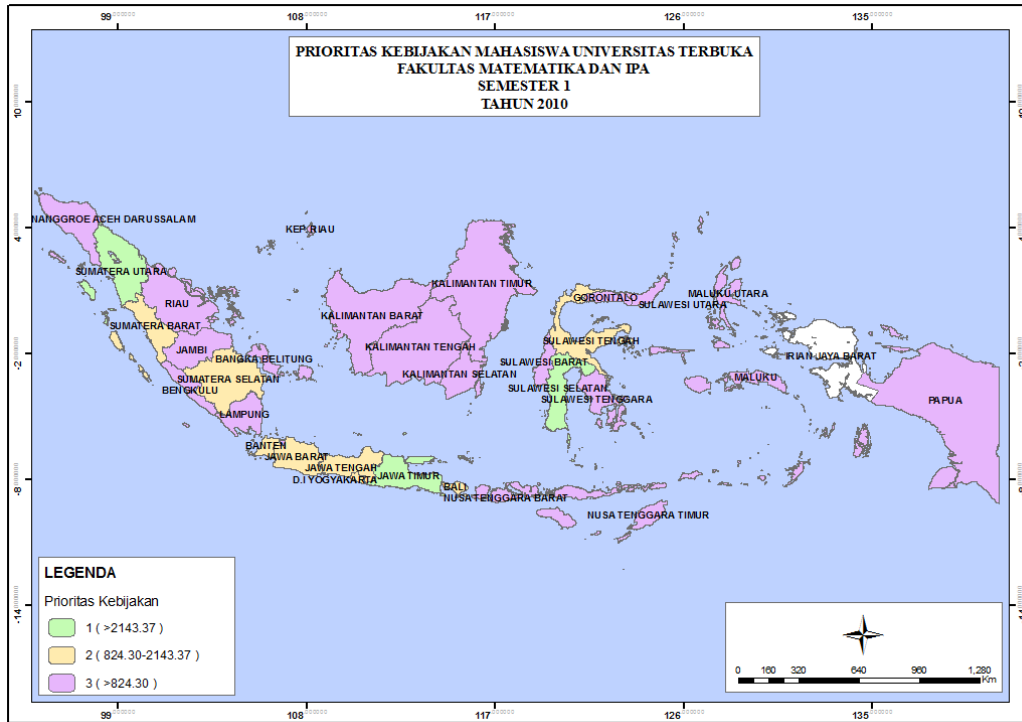 99 108 117 126 135
PRIORITAS KEBIJAKAN MAHASISWA UNIVERSITAS TERBUKA
FAKULTAS MATEMATIKA DAN IPA
SEMESTER 1
TAHUN 2010
10
4
-2
-8
-14
NANGGROE ACEH DARUSSALAM
KEP. RIAU
SUMATERA UTARA
KALIMANTAN TIMUR
MALUKU UTARA
GORONTALO
SULAWESI UTARA
RIAU
KALIMANTAN BARAT
SUMATERA BARAT
SULAWESI TENGAH
KALIMANTAN TENGAH
JAMBI
IRIAN JAYA BARAT
BANGKA BELITUNG
SULAWESI BARAT
KALIMANTAN SELATAN
SUMATERA SELATAN
MALUKU
BENGKULU
SULAWESI SELATAN
SULAWESI TENGGARA
PAPUA
LAMPUNG
BANTEN
JAWA BARAT
JAWA TENGAH
JAWA TIMUR
D.I YOGYAKARTA
BALI
NUSA TENGGARA BARAT
NUSA TENGGARA TIMUR
LEGENDA
Prioritas Kebijakan
1 ( >2143.37 )
2 ( 824.30-2143.37 )
3 ( >824.30 )
0 160 320 640 960 1,280
Km
99 108 117 126 135